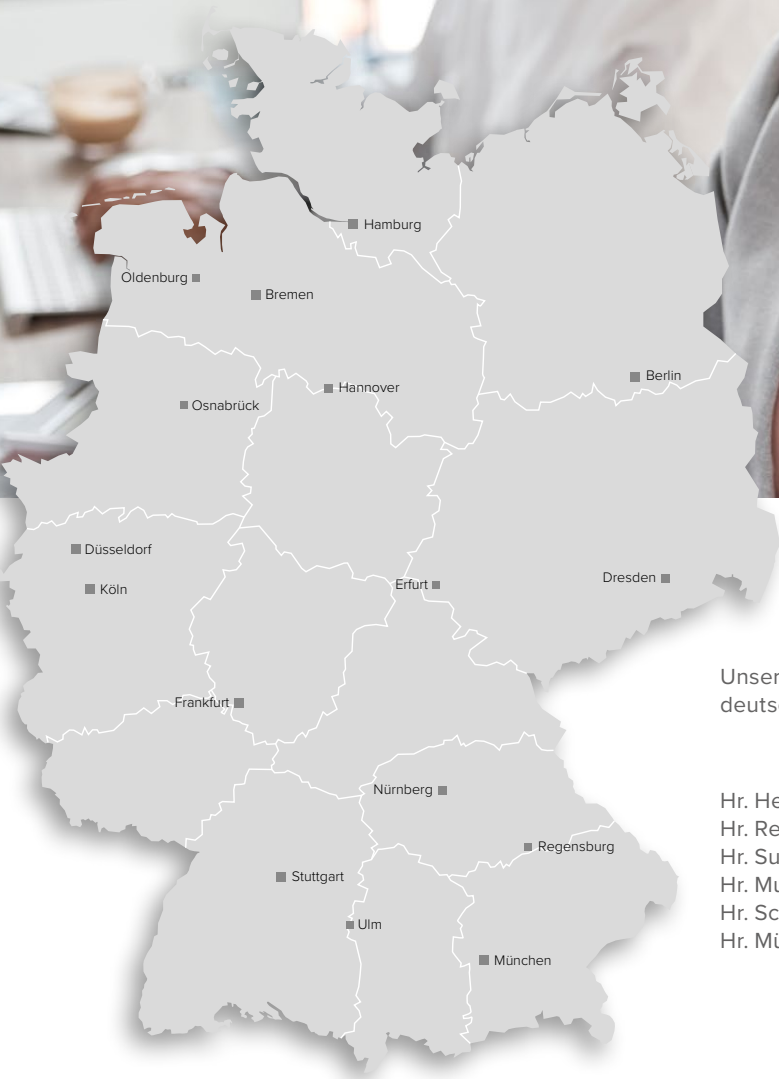 Hamburg
Oldenburg
Bremen
Berlin
Hannover
Osnabrück
Düsseldorf
Erfurt
Dresden
Köln
Unser
deutsc
Frankfurt
Nürnberg
Hr. He
Hr. Re
Regensburg
Hr. Su
Stuttgart
Hr. Mu
Hr. Sc
Ulm
Hr. Mü
München